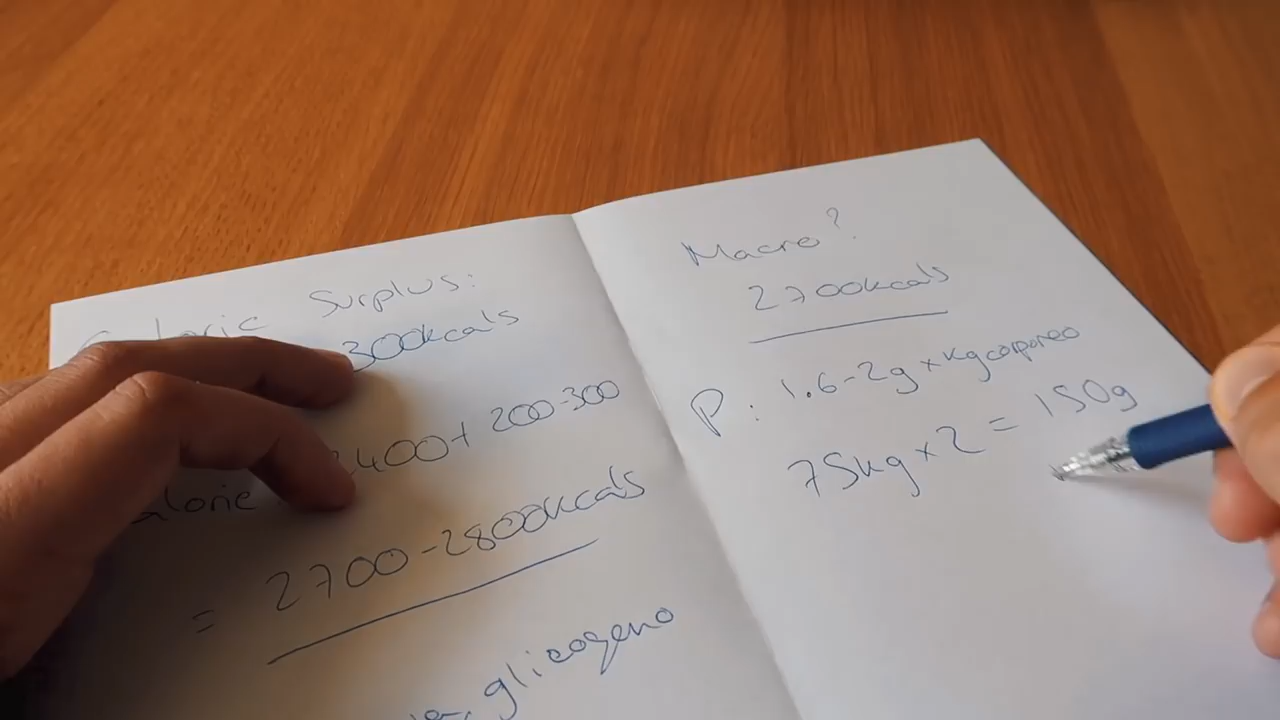 Calorie Surplus:
300kcals
2400+ 200-300
alorie
= 2700-2800kcals
glicogeno
Macro?
2700kcals
P: 1.6-2g x kg corporeo
75kg x 2 = 150g